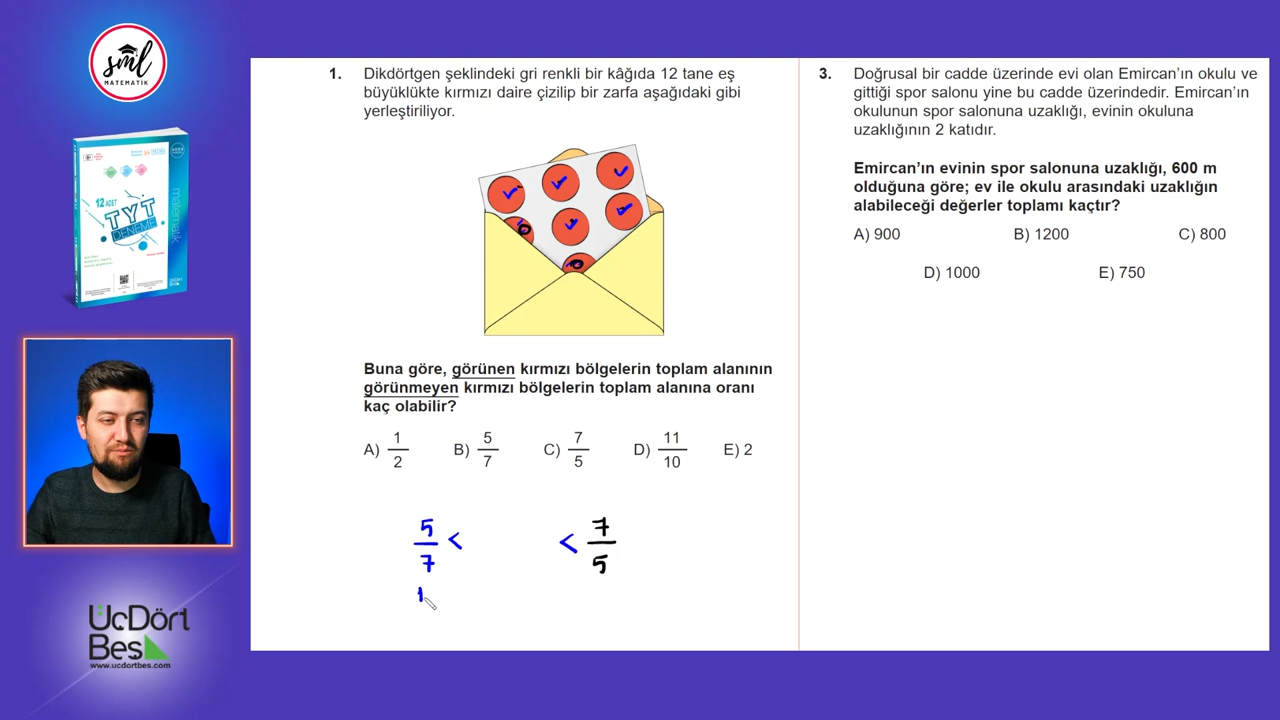 sml
MATEMATİK
12 ADET
TYT
DENEME
matematik
ÜçDört
Beş
www.ucdortbes.com
1. Dikdörtgen şeklindeki gri renkli bir kâğıda 12 tane eş
büyüklükte kırmızı daire çizilip bir zarfa aşağıdaki gibi
yerleştiriliyor.
Buna göre, görünen kırmızı bölgelerin toplam alanının
görünmeyen kırmızı bölgelerin toplam alanına oranı
kaç olabilir?
A) 1/2 B) 5/7 C) 7/5 D) 11/10 E) 2
5/7 < < 7/5
1
3. Doğrusal bir cadde üzerinde evi olan Emircan'ın okulu ve
gittiği spor salonu yine bu cadde üzerindedir. Emircan'ın
okulunun spor salonuna uzaklığı, evinin okuluna
uzaklığının 2 katıdır.
Emircan'ın evinin spor salonuna uzaklığı, 600 m
olduğuna göre; ev ile okulu arasındaki uzaklığın
alabileceği değerler toplamı kaçtır?
A) 900 B) 1200 C) 800
D) 1000 E) 750